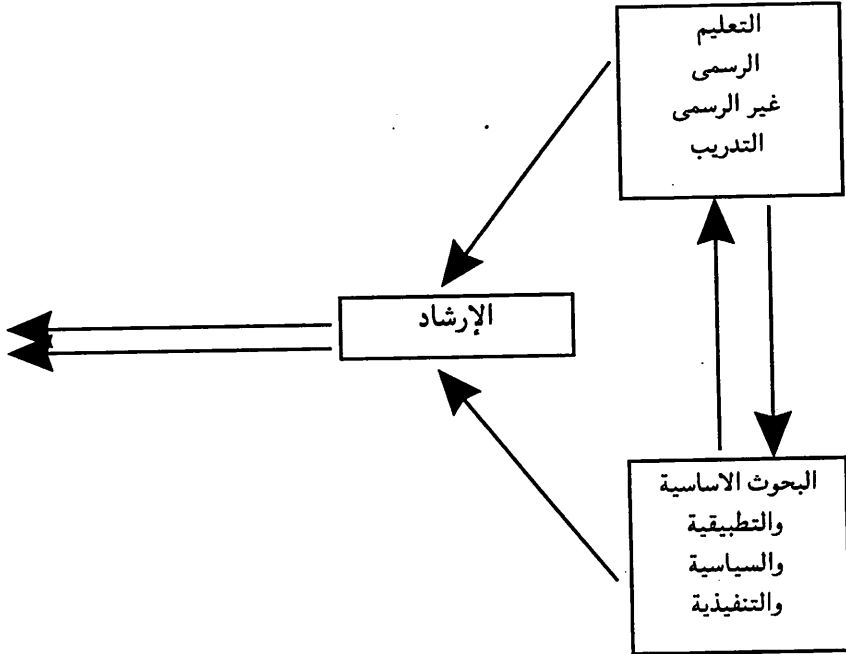 التعليم
الرسمى
غير الرسمى
التدريب
الإرشاد
البحوث الاساسية
والتطبيقية
والسياسية
والتنفيذية